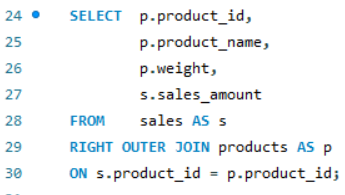 24 SELECT p.product_id,
25 p.product_name,
26 p.weight,
27 s.sales_amount
28 FROM sales AS s
29 RIGHT OUTER JOIN products AS p
30 ON s.product_id = p.product_id;